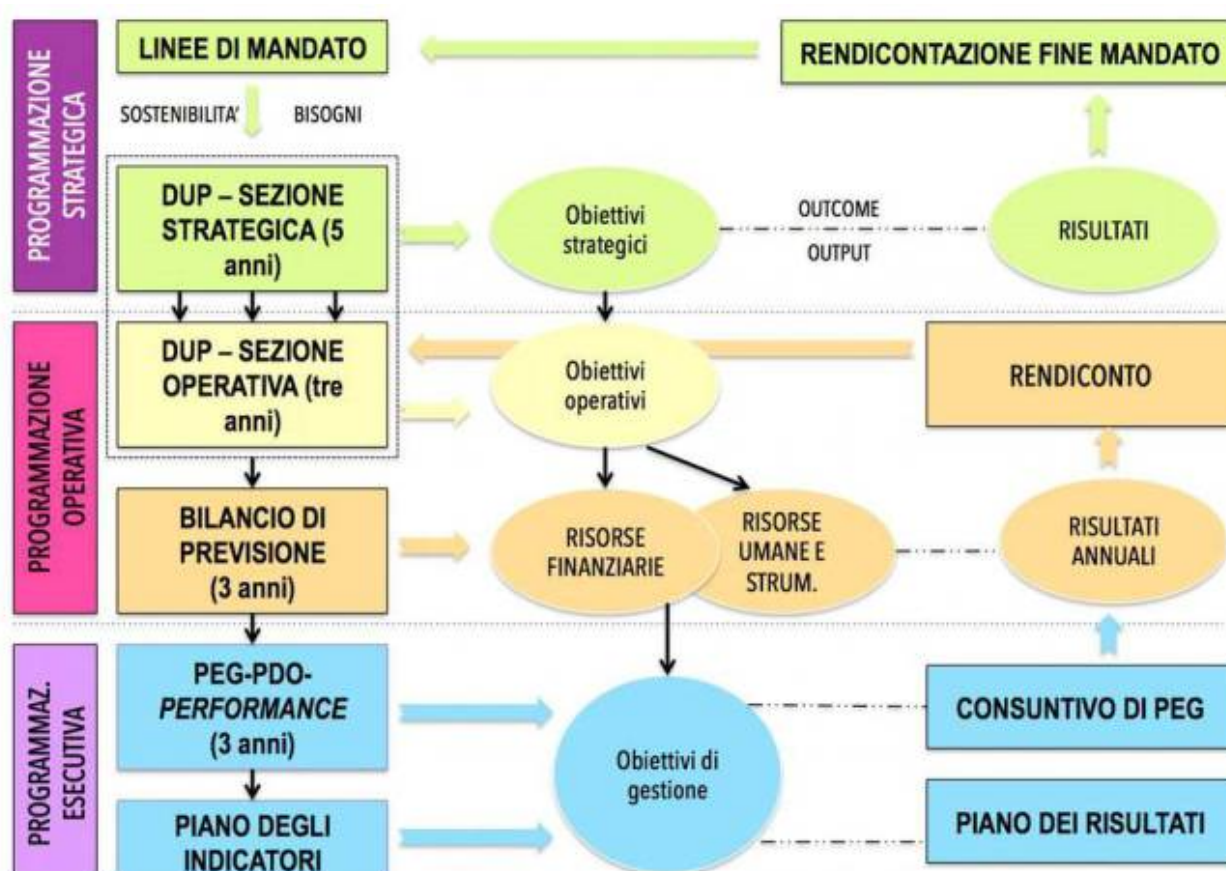 PROGRAMMAZIONE
STRATEGICA
LINEE DI MANDATO
RENDICONTAZIONE FINE MANDATO
SOSTENIBILITA'
BISOGNI
DUP – SEZIONE
STRATEGICA (5
anni)
Obiettivi
strategici
OUTCOME
OUTPUT
RISULTATI
PROGRAMMAZIONE
OPERATIVA
DUP – SEZIONE
OPERATIVA (tre
anni)
Obiettivi
operativi
RENDICONTO
BILANCIO DI
PREVISIONE
(3 anni)
RISORSE
FINANZIARIE
RISORSE
UMANE E
STRUM.
RISULTATI
ANNUALI
PROGRAMMAZ.
ESECUTIVA
PEG-PDO-
PERFORMANCE
(3 anni)
Obiettivi di
gestione
CONSUNTIVO DI PEG
PIANO DEGLI
INDICATORI
PIANO DEI RISULTATI